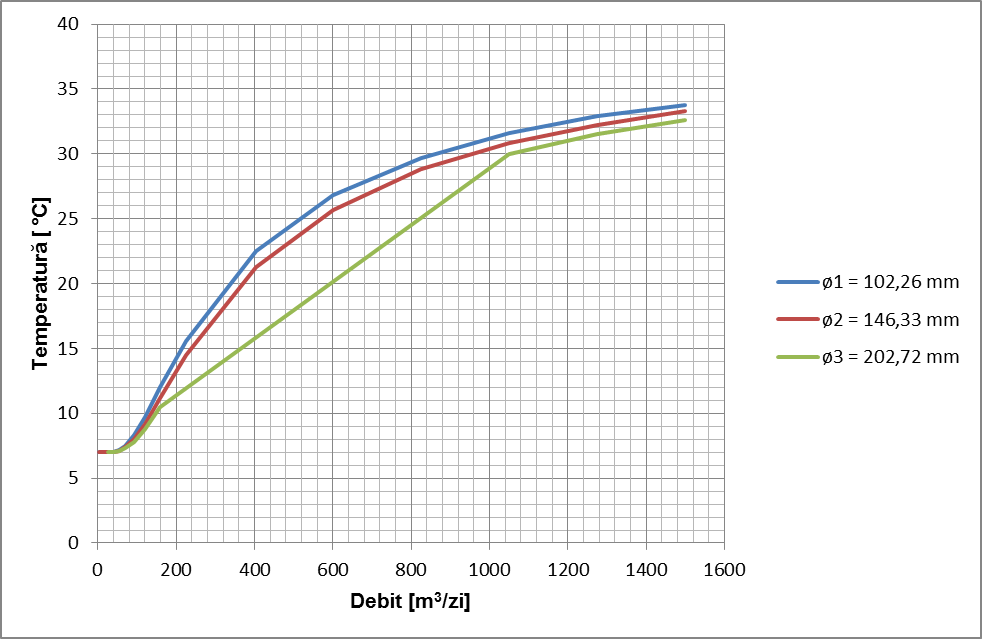 40
35
30
25
20
15
10
5
0
Temperatură [ °C]
0 200 400 600 800 1000 1200 1400 1600
Debit [m³/zi]
ø1 = 102,26 mm
ø2 = 146,33 mm
ø3 = 202,72 mm